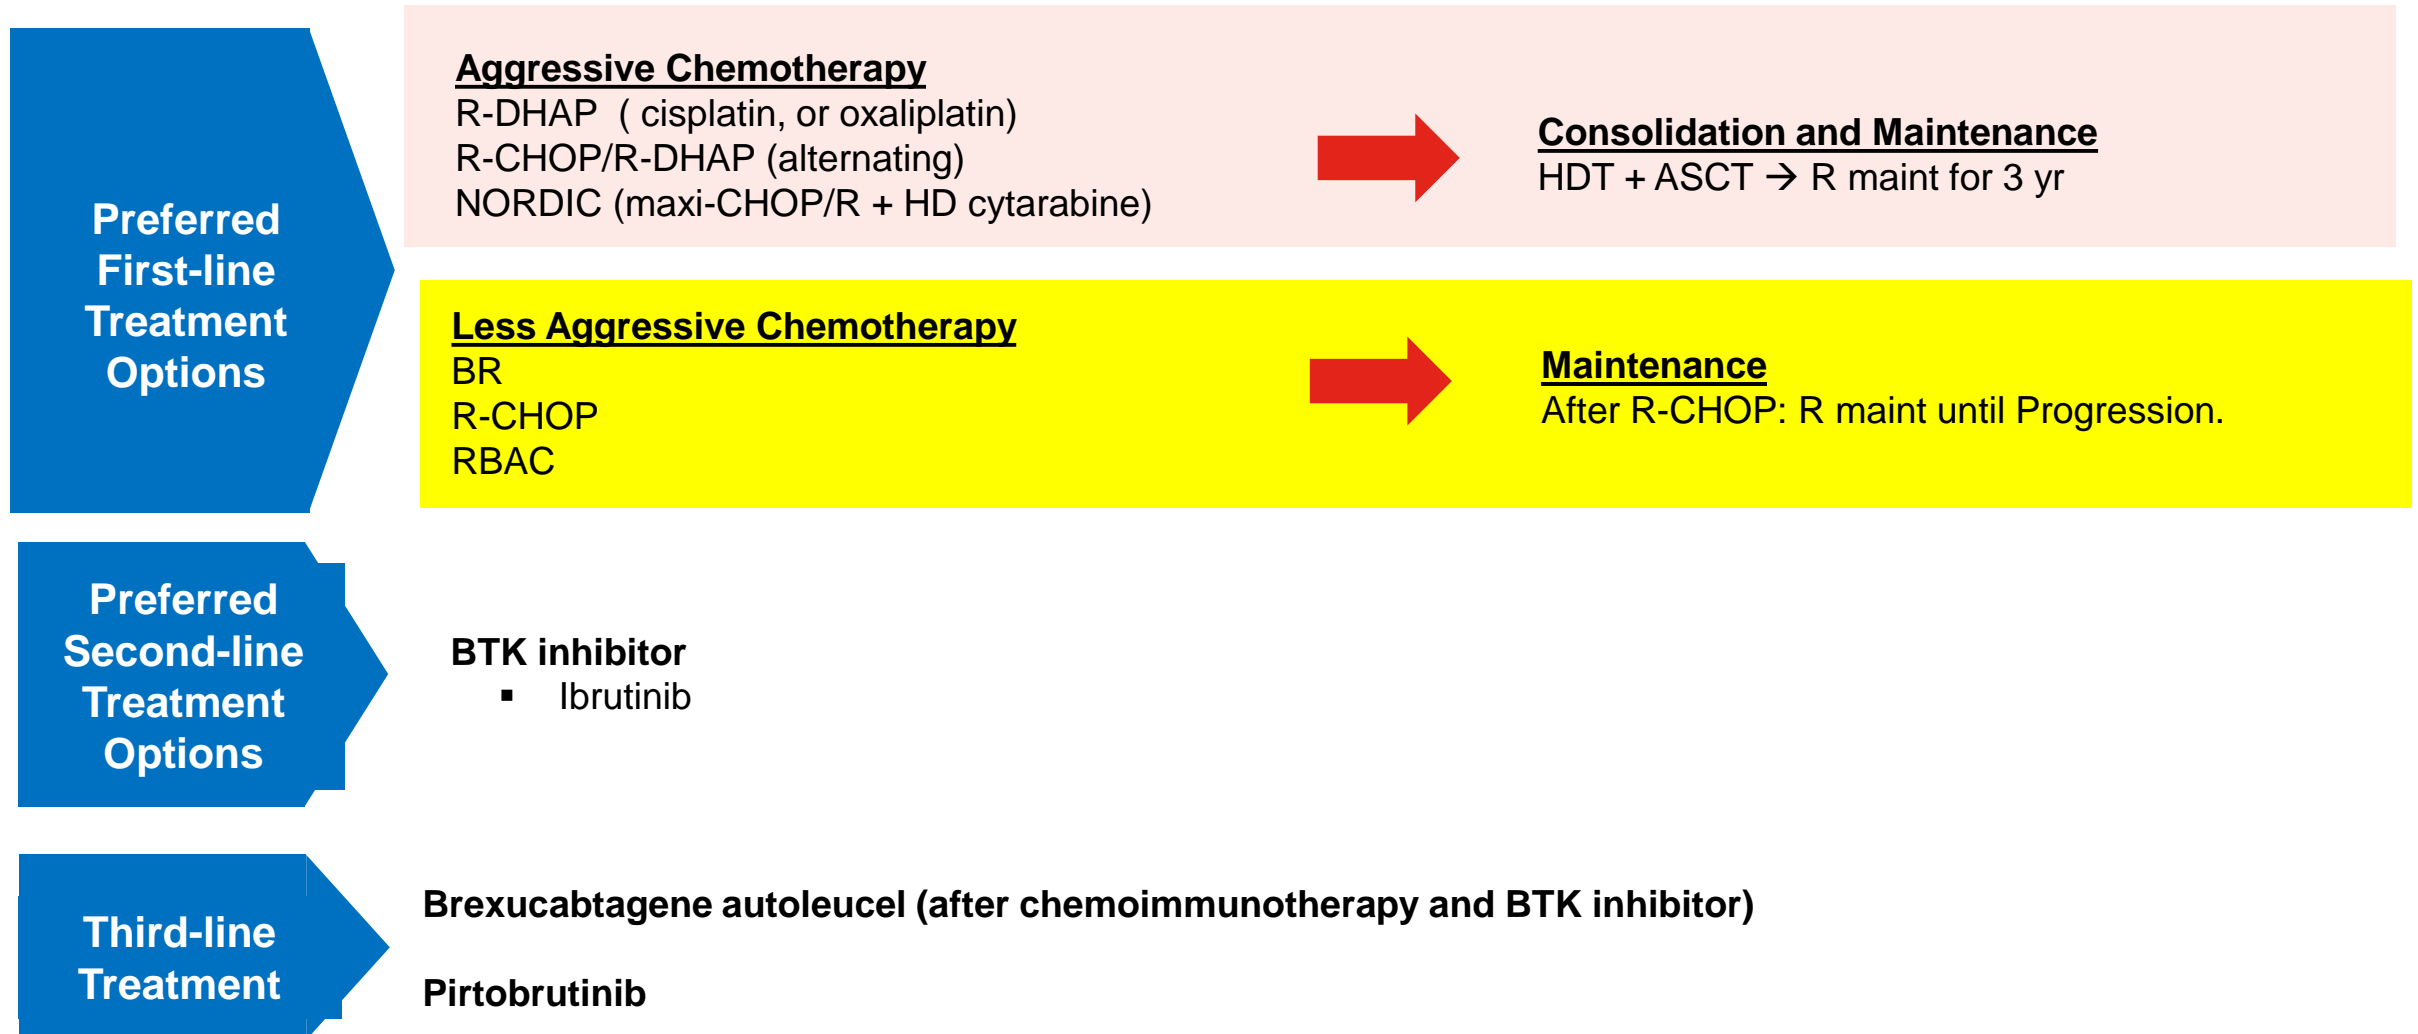 Preferred
First-line
Treatment
Options
Aggressive Chemotherapy
R-DHAP ( cisplatin, or oxaliplatin)
R-CHOP/R-DHAP (alternating)
NORDIC (maxi-CHOP/R + HD cytarabine)
Consolidation and Maintenance
HDT + ASCT → R maint for 3 yr
Less Aggressive Chemotherapy
BR
R-CHOP
RBAC
Maintenance
After R-CHOP: R maint until Progression.
Preferred
Second-line
Treatment
Options
BTK inhibitor
▪ Ibrutinib
Third-line
Treatment
Brexucabtagene autoleucel (after chemoimmunotherapy and BTK inhibitor)
Pirtobrutinib